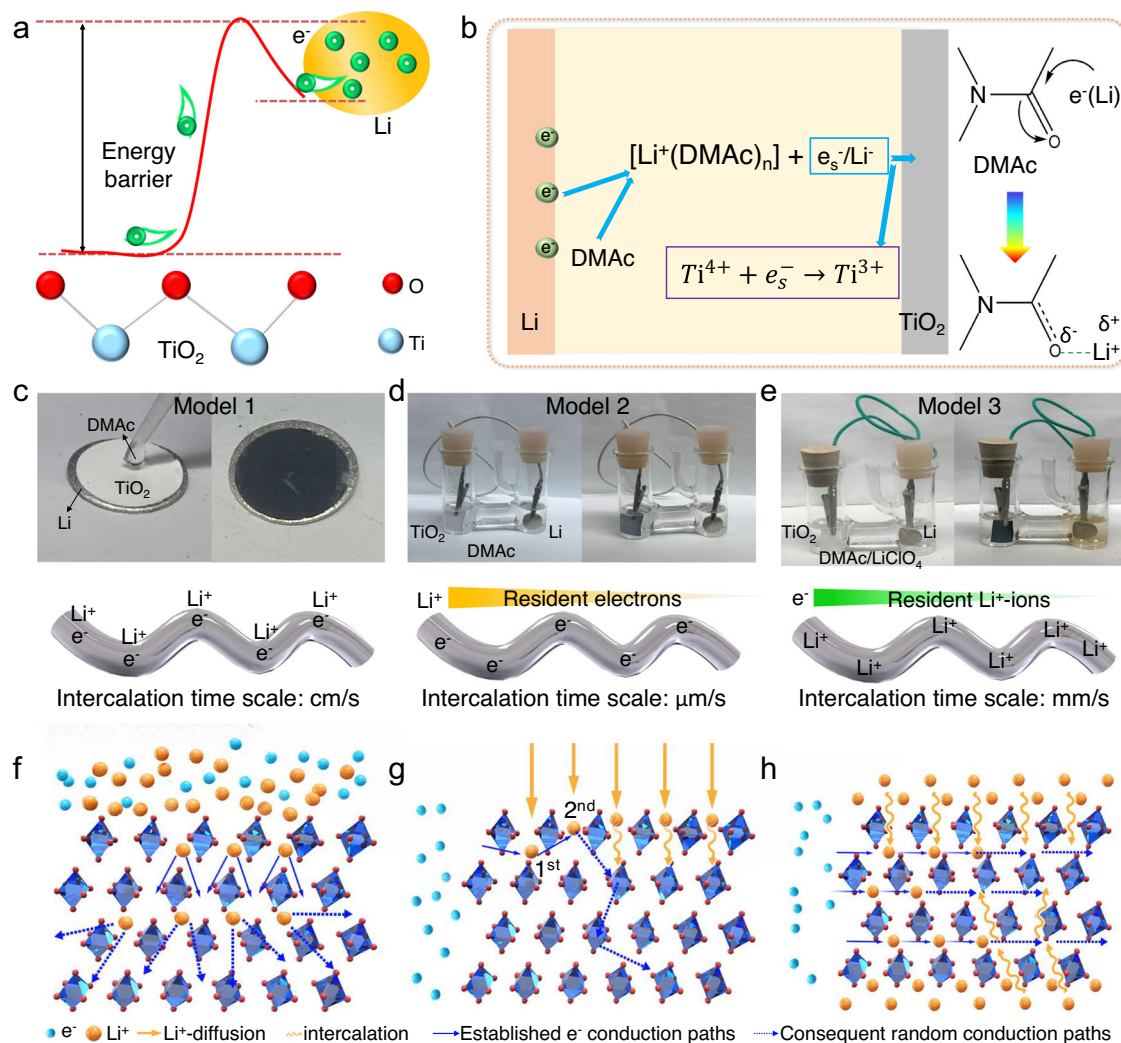 a
e⁻
Li
Energy
barrier
O
TiO₂
Ti
b
e⁻
e⁻
e⁻
[Li⁺(DMAc)ₙ] + eₛ⁻/Li⁻
DMAc
Ti⁴⁺ + eₛ⁻ → Ti³⁺
Li
TiO₂
N
O
e⁻(Li)
DMAc
N
δ⁻
O
δ⁺
Li⁺
c
Model 1
DMAc
TiO₂
Li
Li⁺
e⁻
Li⁺
e⁻
Li⁺
e⁻
Li⁺
e⁻
Li⁺
e⁻
Intercalation time scale: cm/s
d
Model 2
TiO₂
Li
DMAc
Li⁺
Resident electrons
e⁻
e⁻
e⁻
e⁻
e⁻
Intercalation time scale: μm/s
e
Model 3
TiO₂
Li
DMAc/LiClO₄
e⁻
Resident Li⁺-ions
Li⁺
Li⁺
Li⁺
Li⁺
Li⁺
Li⁺
Intercalation time scale: mm/s
f
g
1ˢᵗ
2ⁿᵈ
h
e⁻ Li⁺ Li⁺-diffusion intercalation Established e⁻ conduction paths Consequent random conduction paths